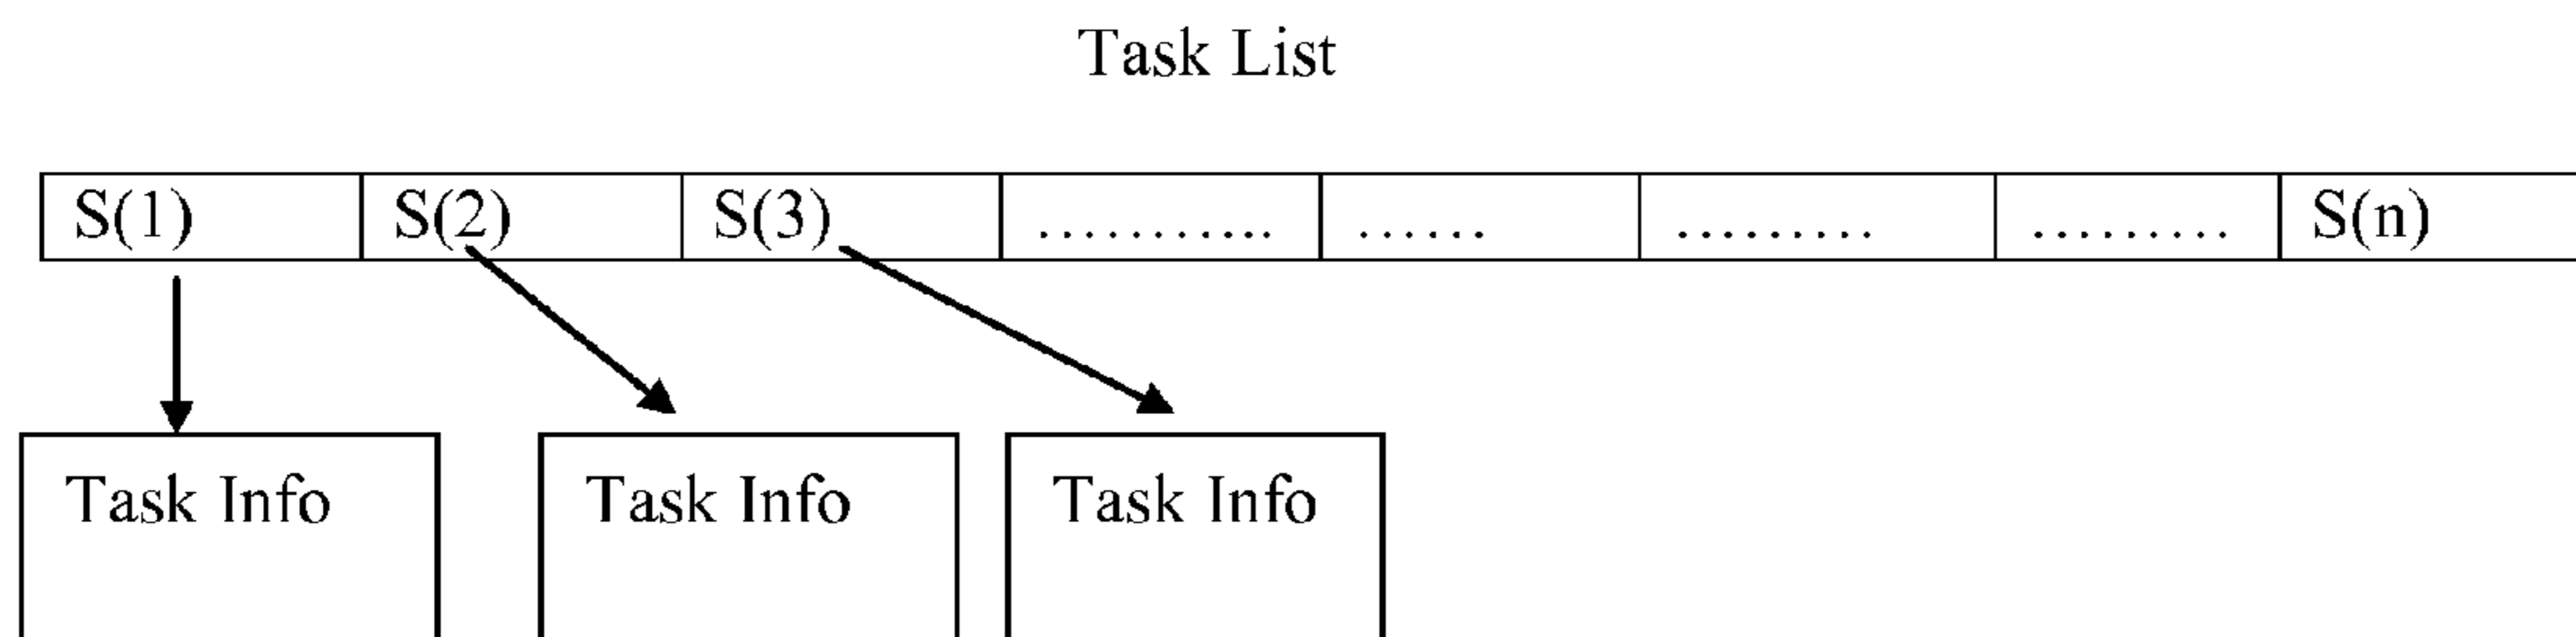 Task List
S(1) S(2) S(3) ........... ...... ......... ......... S(n)
Task Info Task Info Task Info